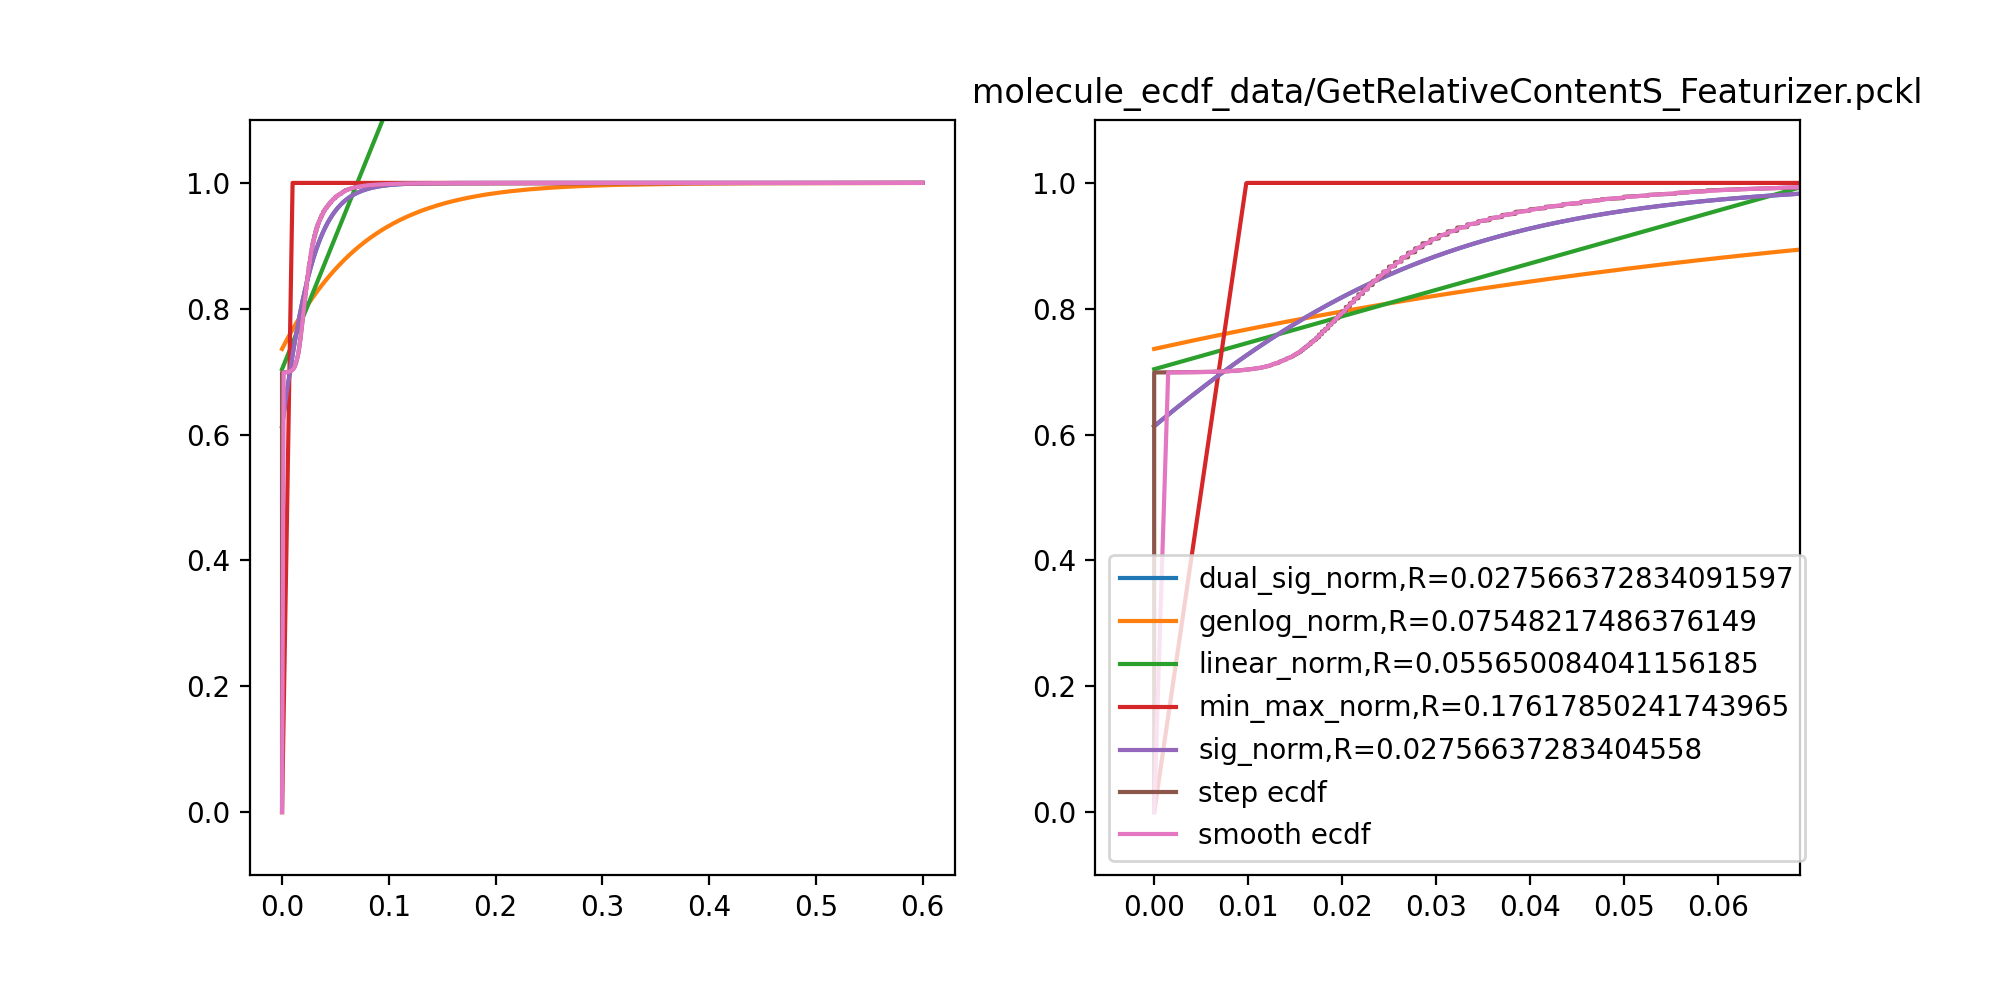 molecule_ecdf_data/GetRelativeContentS_Featurizer.pckl
1.0
0.8
0.6
0.4
0.2
0.0
0.0 0.1 0.2 0.3 0.4 0.5 0.6
1.0
0.8
0.6
0.4
0.2
0.0
dual_sig_norm,R=0.027566372834091597
genlog_norm,R=0.07548217486376149
linear_norm,R=0.055650084041156185
min_max_norm,R=0.17617850241743965
sig_norm,R=0.02756637283404558
step ecdf
smooth ecdf
0.00 0.01 0.02 0.03 0.04 0.05 0.06